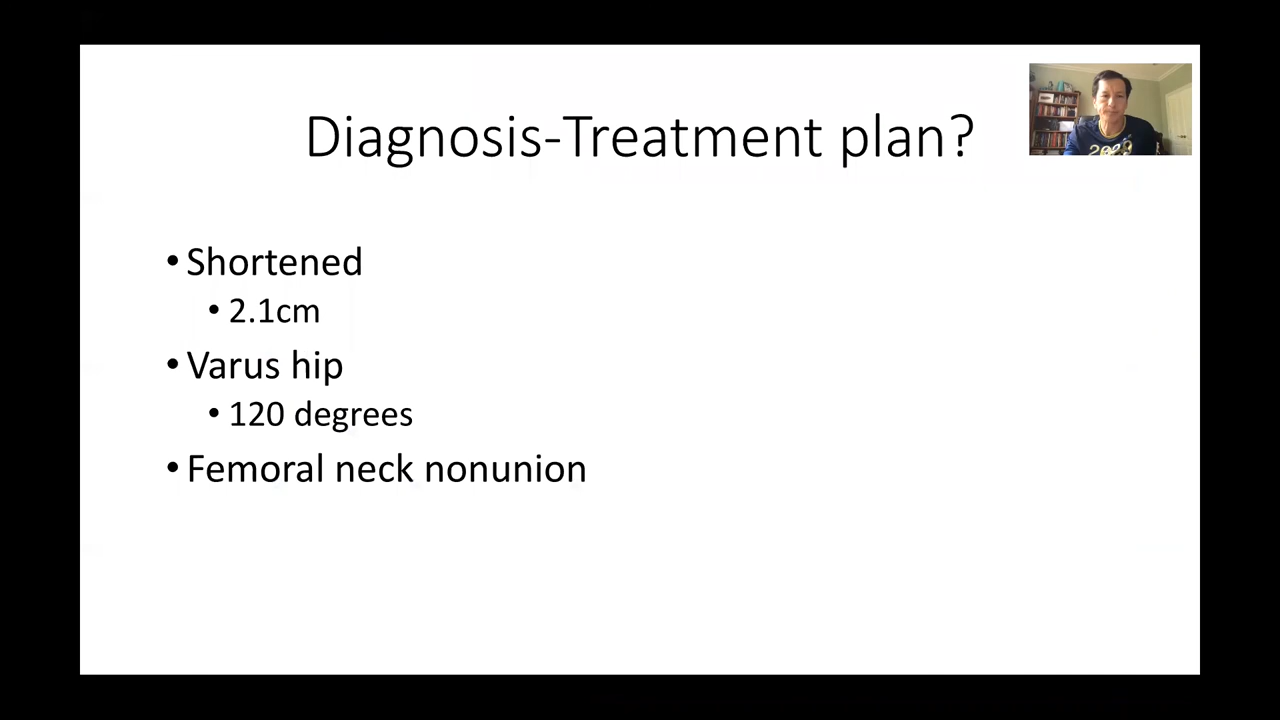 Diagnosis-Treatment plan?
• Shortened
• 2.1cm
• Varus hip
• 120 degrees
• Femoral neck nonunion